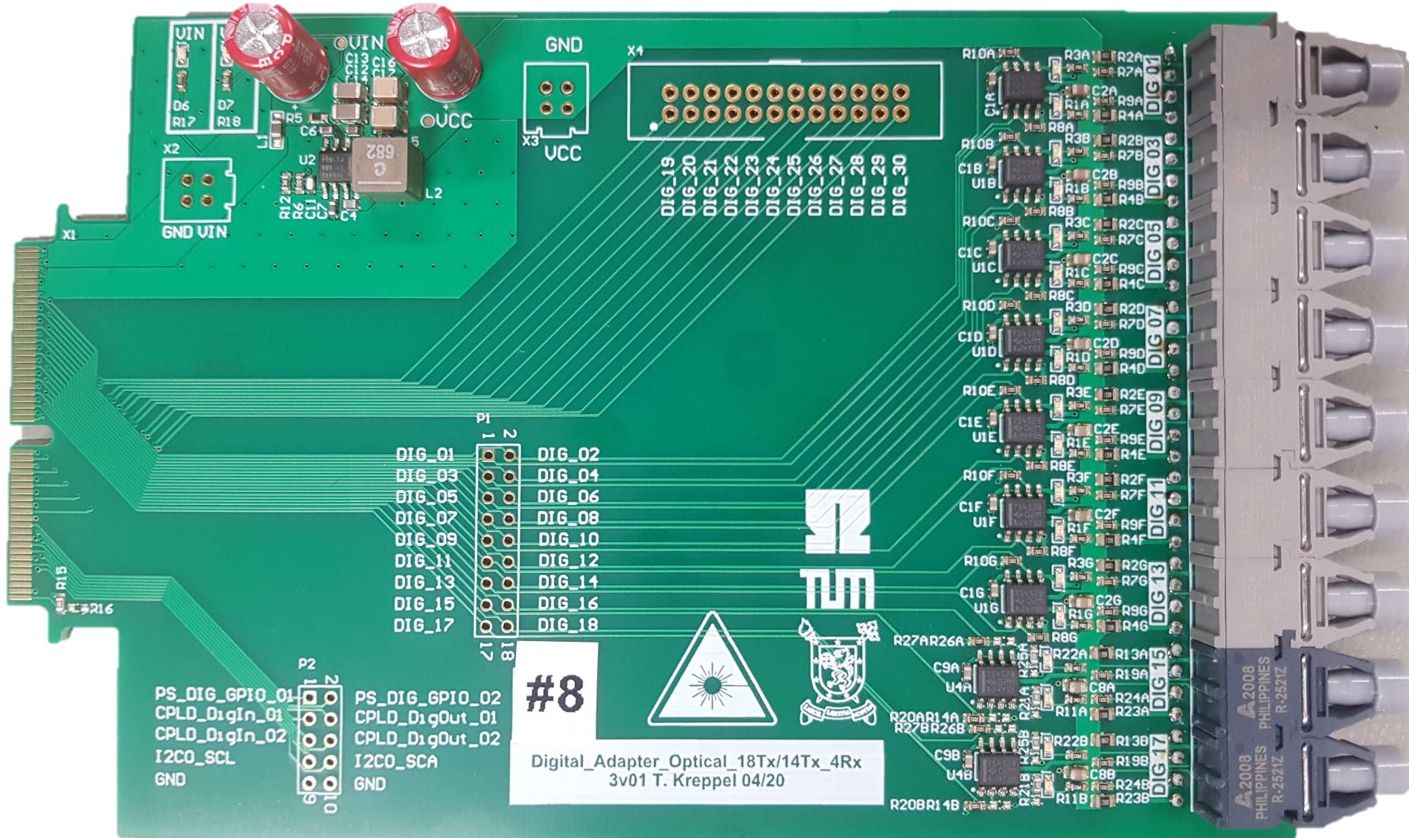 VIN
D6
R17
D7
R18
L1
R5
C6
U2
VIN
VCC
L2
G
682
R12
R6
C11
C4
X2
GND VIN
X1
GND
X3
VCC
X4
DIG_19
DIG_20
DIG_21
DIG_22
DIG_23
DIG_24
DIG_25
DIG_26
DIG_27
DIG_28
DIG_29
DIG_30
R10A
R3A
R2A
R7A
C1A
C2A
R1A
R9A
R4A
R8A
DIG 01
R10B
R3B
R2B
R7B
C1B
C2B
U1B
R1B
R9B
R4B
R8B
DIG 03
R10C
R3C
R2C
R7C
C1C
C2C
U1C
R1C
R9C
R4C
R8C
DIG 05
R10D
R3D
R2D
R7D
C1D
C2D
U1D
R1D
R9D
R4D
R8D
DIG 07
R10E
R3E
R2E
R7E
C1E
C2E
U1E
R1E
R9E
R4E
R8E
DIG 09
R10F
R3F
R2F
R7F
C1F
C2F
U1F
R1F
R9F
R4F
R8F
DIG 11
R10G
R3G
R2G
R7G
C1G
C2G
U1G
R1G
R9G
R4G
R8G
DIG 13
R27A R26A
R22A
R13A
R19A
C9A
C8A
U4A
R24A
R11A
R23A
R20A R14A
DIG 15
R27B R26B
R22B
R13B
R19B
C9B
C8B
U4B
R24B
R11B
R23B
R20B R14B
DIG 17
P1
1 2
DIG_01 DIG_02
DIG_03 DIG_04
DIG_05 DIG_06
DIG_07 DIG_08
DIG_09 DIG_10
DIG_11 DIG_12
DIG_13 DIG_14
DIG_15 DIG_16
DIG_17 DIG_18
17 18
R15
R16
P2
1 2
PS_DIG_GPIO_01 PS_DIG_GPIO_02
CPLD_DigIn_01 CPLD_DigOut_01
CPLD_DigIn_02 CPLD_DigOut_02
I2C0_SCL I2C0_SCA
GND GND
9 10
TUM
#8
Digital_Adapter_Optical_18Tx/14Tx_4Rx
3v01 T. Kreppel 04/20
2008
PHILIPPINES
R-2521Z
2008
PHILIPPINES
R-2521Z